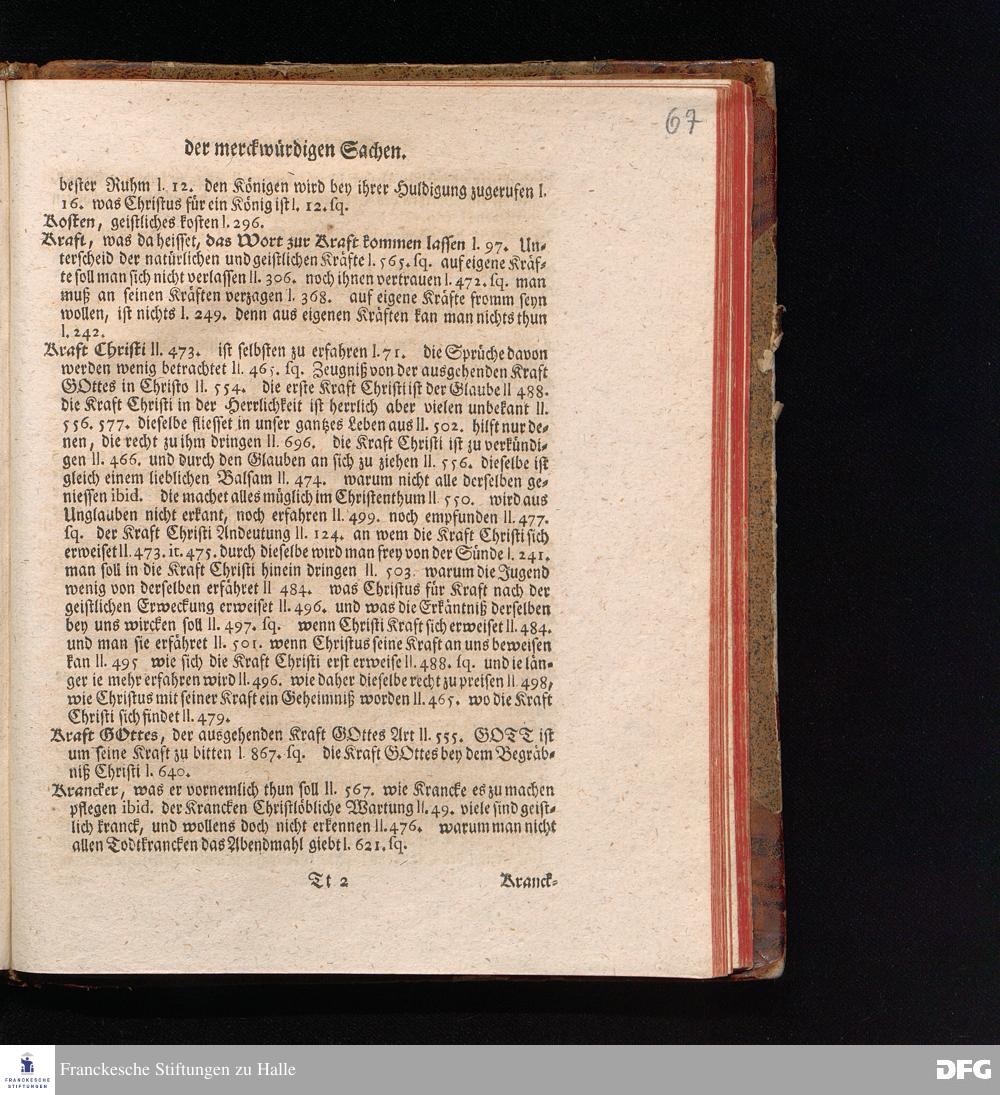 67
der merckwürdigen Sachen.
bester Ruhm I. 12. den Königen wird bey ihrer Huldigung zugerufen I.
16. was Christus für ein König ist I. 12. sq.
Kosten, geistliches kosten I. 296.
Kraft, was da heisset, das Wort zur Kraft kommen lassen I. 97. Un-
terscheid der natürlichen und geistlichen Kräfte I. 565. sq. auf eigene Kräf-
te soll man sich nicht verlassen II. 306. noch ihnen vertrauen I. 472. sq. man
muß an seinen Kräften verzagen I. 368. auf eigene Kräfte fromm seyn
wollen, ist nichts I. 249. denn aus eigenen Kräften kan man nichts thun
I. 242.
Kraft Christi II. 473. ist selbsten zu erfahren I. 71. die Sprüche davon
werden wenig betrachtet II. 465. sq. Zeugniß von der ausgehenden Kraft
GOttes in Christo II. 554. die erste Kraft Christi ist der Glaube II 488.
die Kraft Christi in der Herrlichkeit ist herrlich aber vielen unbekant II.
556. 577. dieselbe fliesset in unser gantzes Leben aus II. 502. hilft nur de-
nen, die recht zu ihm dringen II. 696. die Kraft Christi ist zu verkündi-
gen II. 466. und durch den Glauben an sich zu ziehen II. 556. dieselbe ist
gleich einem lieblichen Balsam II. 474. warum nicht alle derselben ge-
niessen ibid. die machet alles müglich im Christenthum II 550. wird aus
Unglauben nicht erkant, noch erfahren II. 499. noch empfunden II. 477.
sq. der Kraft Christi Andeutung II. 124. an wem die Kraft Christi sich
erweiset II. 473. it. 475. durch dieselbe wird man frey von der Sünde I. 241.
man soll in die Kraft Christi hinein dringen II. 503. warum die Jugend
wenig von derselben erfähret II 484. was Christus für Kraft nach der
geistlichen Erweckung erweiset II. 496. und was die Erkäntniß derselben
bey uns wircken soll II. 497. sq. wenn Christi Kraft sich erweiset II. 484.
und man sie erfähret II. 501. wenn Christus seine Kraft an uns beweisen
kan II. 495 wie sich die Kraft Christi erst erweise II. 488. sq. und ie län-
ger ie mehr erfahren wird II. 496. wie daher dieselbe recht zu preisen II 498,
wie Christus mit seiner Kraft ein Geheimniß worden II. 465. wo die Kraft
Christi sich findet II. 479.
Kraft GOttes, der ausgehenden Kraft GOttes Art II. 555. GOTT ist
um seine Kraft zu bitten I 867. sq. die Kraft GOttes bey dem Begräb-
niß Christi I. 640.
Krancker, was er vornemlich thun soll II. 567. wie Krancke es zu machen
pflegen ibid. der Krancken Christlöbliche Wartung II. 49. viele sind geist-
lich kranck, und wollens doch nicht erkennen II. 476. warum man nicht
allen Todtkrancken das Abendmahl giebt I. 621. sq.
Tt 2 Kranck-
FRANCKESCHE
STIFTUNGEN
Franckesche Stiftungen zu Halle
DFG